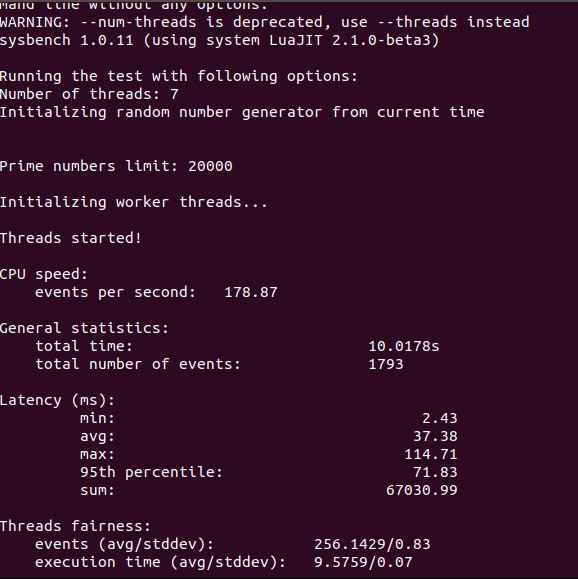 mand line without any options.
WARNING: --num-threads is deprecated, use --threads instead
sysbench 1.0.11 (using system LuaJIT 2.1.0-beta3)
Running the test with following options:
Number of threads: 7
Initializing random number generator from current time
Prime numbers limit: 20000
Initializing worker threads...
Threads started!
CPU speed:
events per second: 178.87
General statistics:
total time: 10.0178s
total number of events: 1793
Latency (ms):
min: 2.43
avg: 37.38
max: 114.71
95th percentile: 71.83
sum: 67030.99
Threads fairness:
events (avg/stddev): 256.1429/0.83
execution time (avg/stddev): 9.5759/0.07